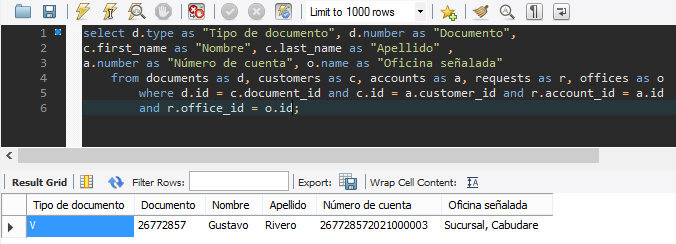 Limit to 1000 rows
1 select d.type as "Tipo de documento", d.number as "Documento",
2 c.first_name as "Nombre", c.last_name as "Apellido" ,
3 a.number as "Número de cuenta", o.name as "Oficina señalada"
4 from documents as d, customers as c, accounts as a, requests as r, offices as o
5 where d.id = c.document_id and c.id = a.customer_id and r.account_id = a.id
6 and r.office_id = o.id;
Result Grid Filter Rows: Export: Wrap Cell Content:
Tipo de documento Documento Nombre Apellido Número de cuenta Oficina señalada
V 26772857 Gustavo Rivero 267728572021000003 Sucursal, Cabudare